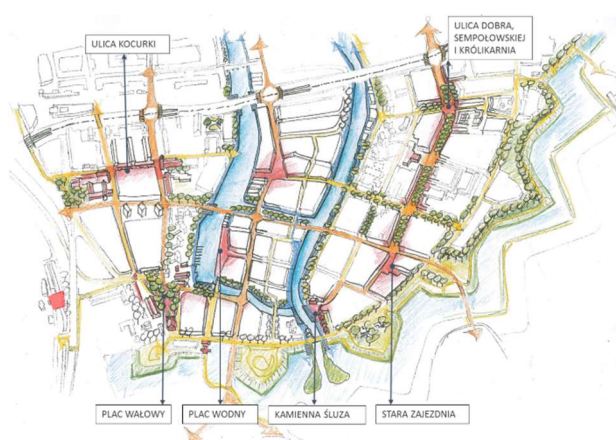 ULICA KOCURKI
ULICA DOBRA,
SEMPOŁOWSKIEJ
I KRÓLIKARNIA
PLAC WAŁOWY
PLAC WODNY
KAMIENNA ŚLUZA
STARA ZAJEZDNIA